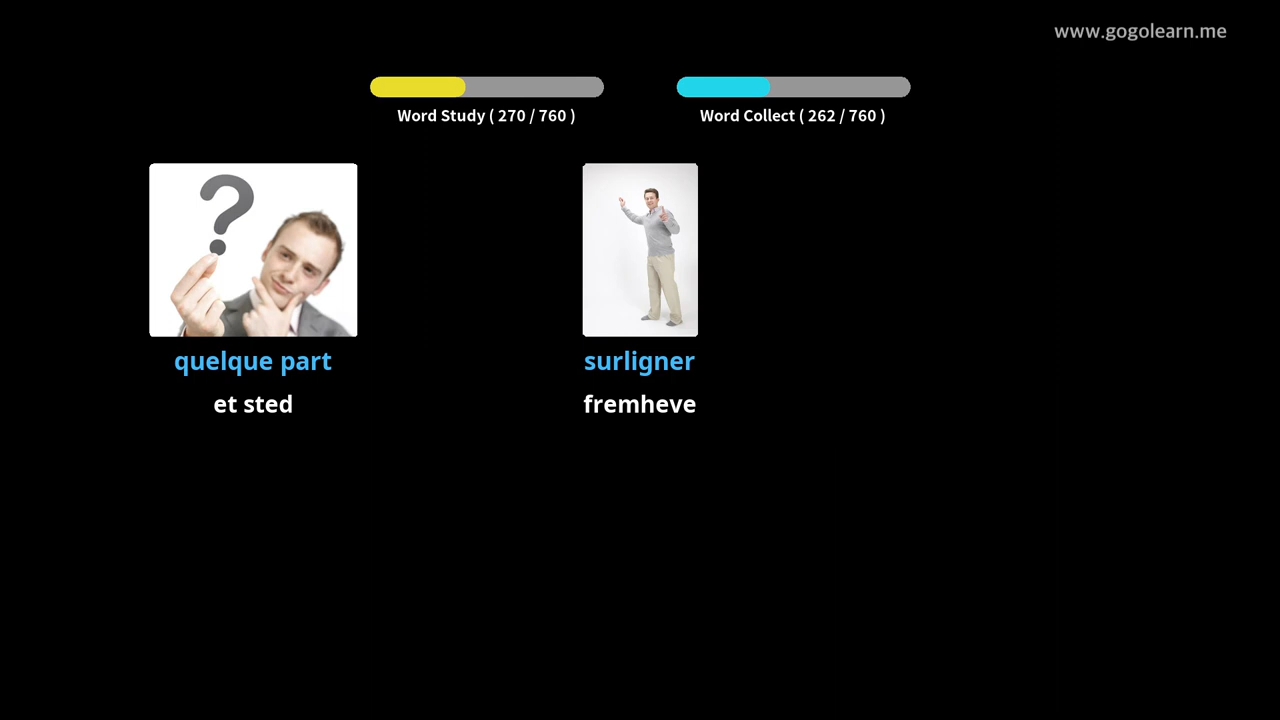 www.gogolearn.me
Word Study ( 270 / 760 )
Word Collect ( 262 / 760 )
?
quelque part
surligner
et sted
fremheve